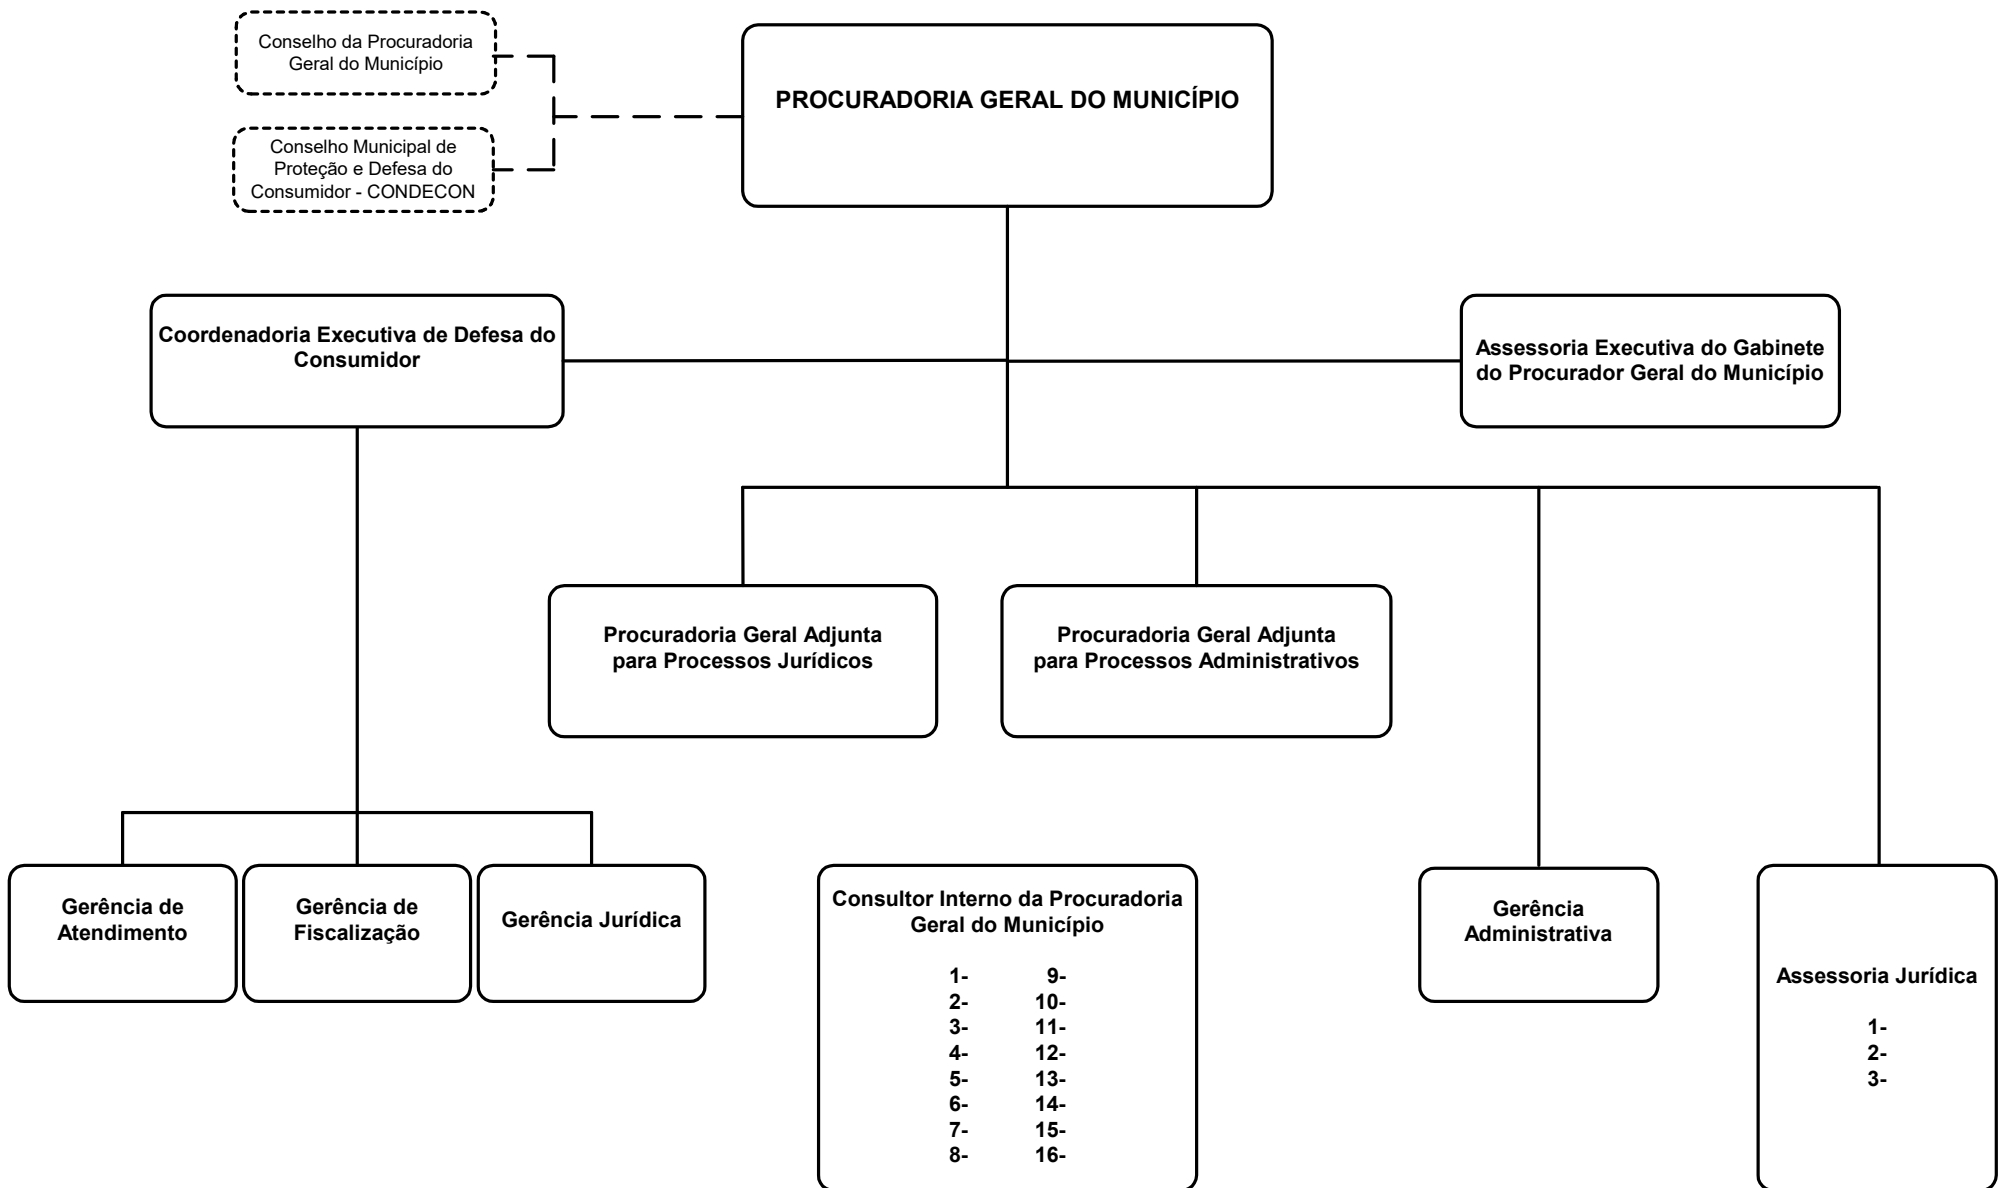 Conselho da Procuradoria
Geral do Município
PROCURADORIA GERAL DO MUNICÍPIO
Conselho Municipal de
Proteção e Defesa do
Consumidor - CONDECON
Coordenadoria Executiva de Defesa do
Consumidor
Assessoria Executiva do Gabinete
do Procurador Geral do Município
Procuradoria Geral Adjunta
para Processos Jurídicos
Procuradoria Geral Adjunta
para Processos Administrativos
Gerência de
Atendimento
Gerência de
Fiscalização
Gerência Jurídica
Consultor Interno da Procuradoria
Geral do Município
1- 9-
2- 10-
3- 11-
4- 12-
5- 13-
6- 14-
7- 15-
8- 16-
Gerência
Administrativa
Assessoria Jurídica
1-
2-
3-